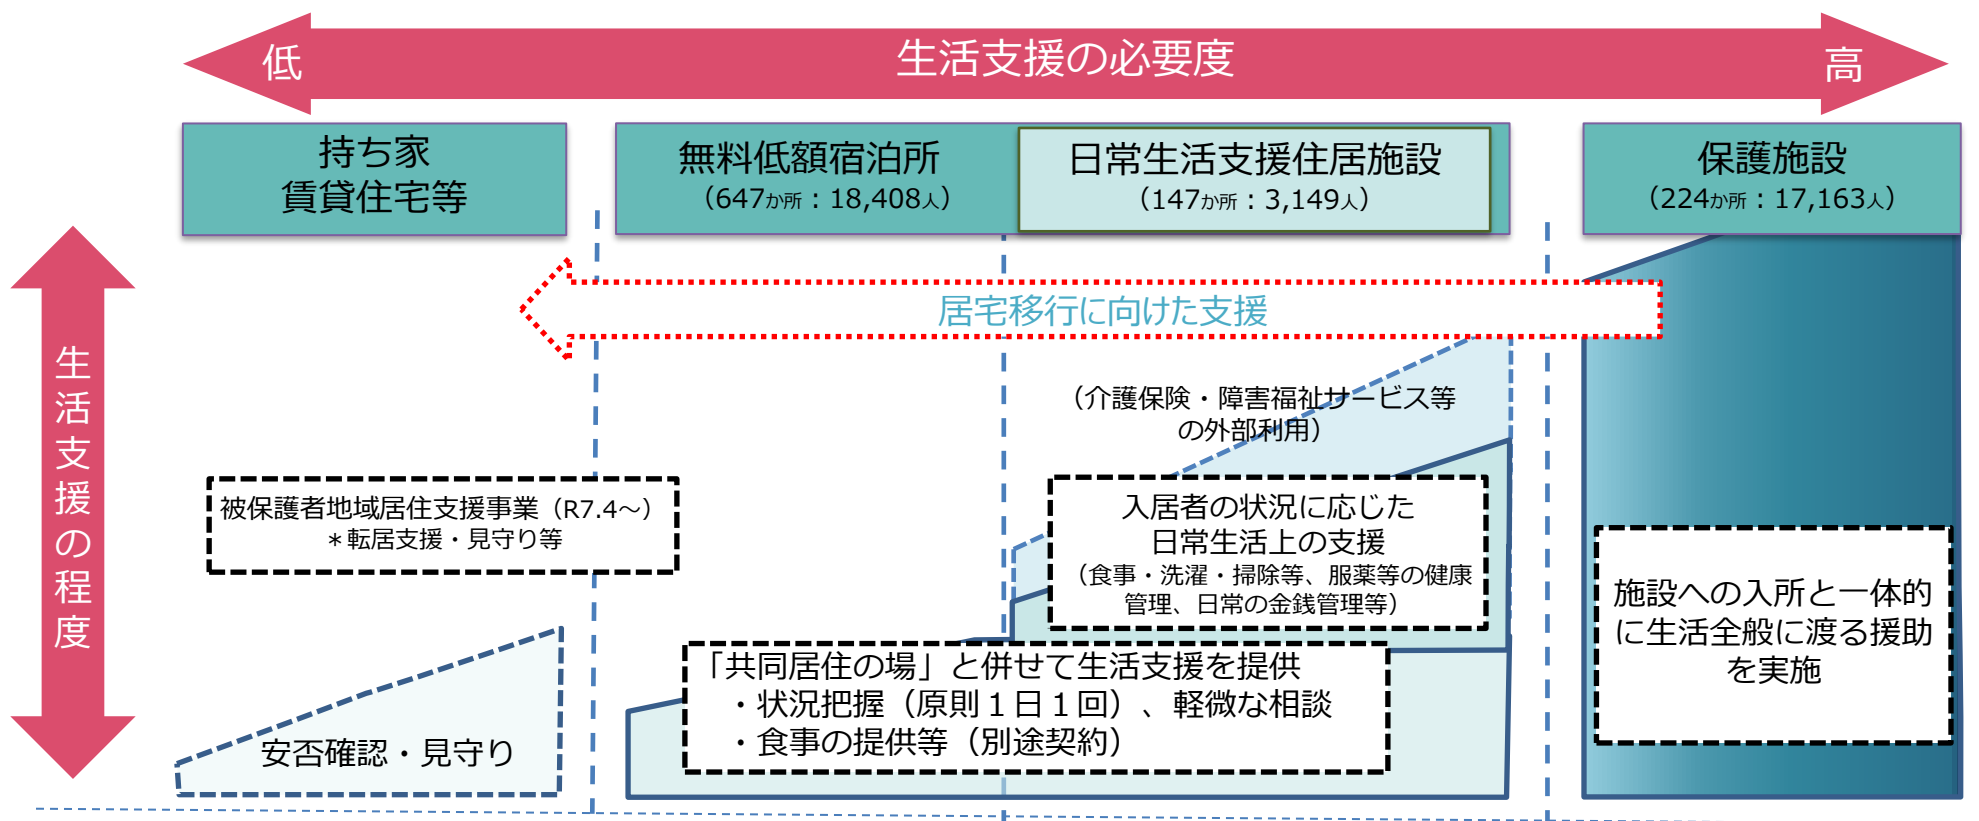 低
生活支援の必要度
高
持ち家
賃貸住宅等
無料低額宿泊所
（647か所：18,408人）
日常生活支援住居施設
（147か所：3,149人）
保護施設
（224か所：17,163人）
生活支援の程度
居宅移行に向けた支援
（介護保険・障害福祉サービス等
の外部利用）
被保護者地域居住支援事業（R7.4～）
＊転居支援・見守り等
入居者の状況に応じた
日常生活上の支援
（食事・洗濯・掃除等、服薬等の健康
管理、日常の金銭管理等）
施設への入所と一体的
に生活全般に渡る援助
を実施
「共同居住の場」と併せて生活支援を提供
・状況把握（原則１日１回）、軽微な相談
・食事の提供等（別途契約）
安否確認・見守り